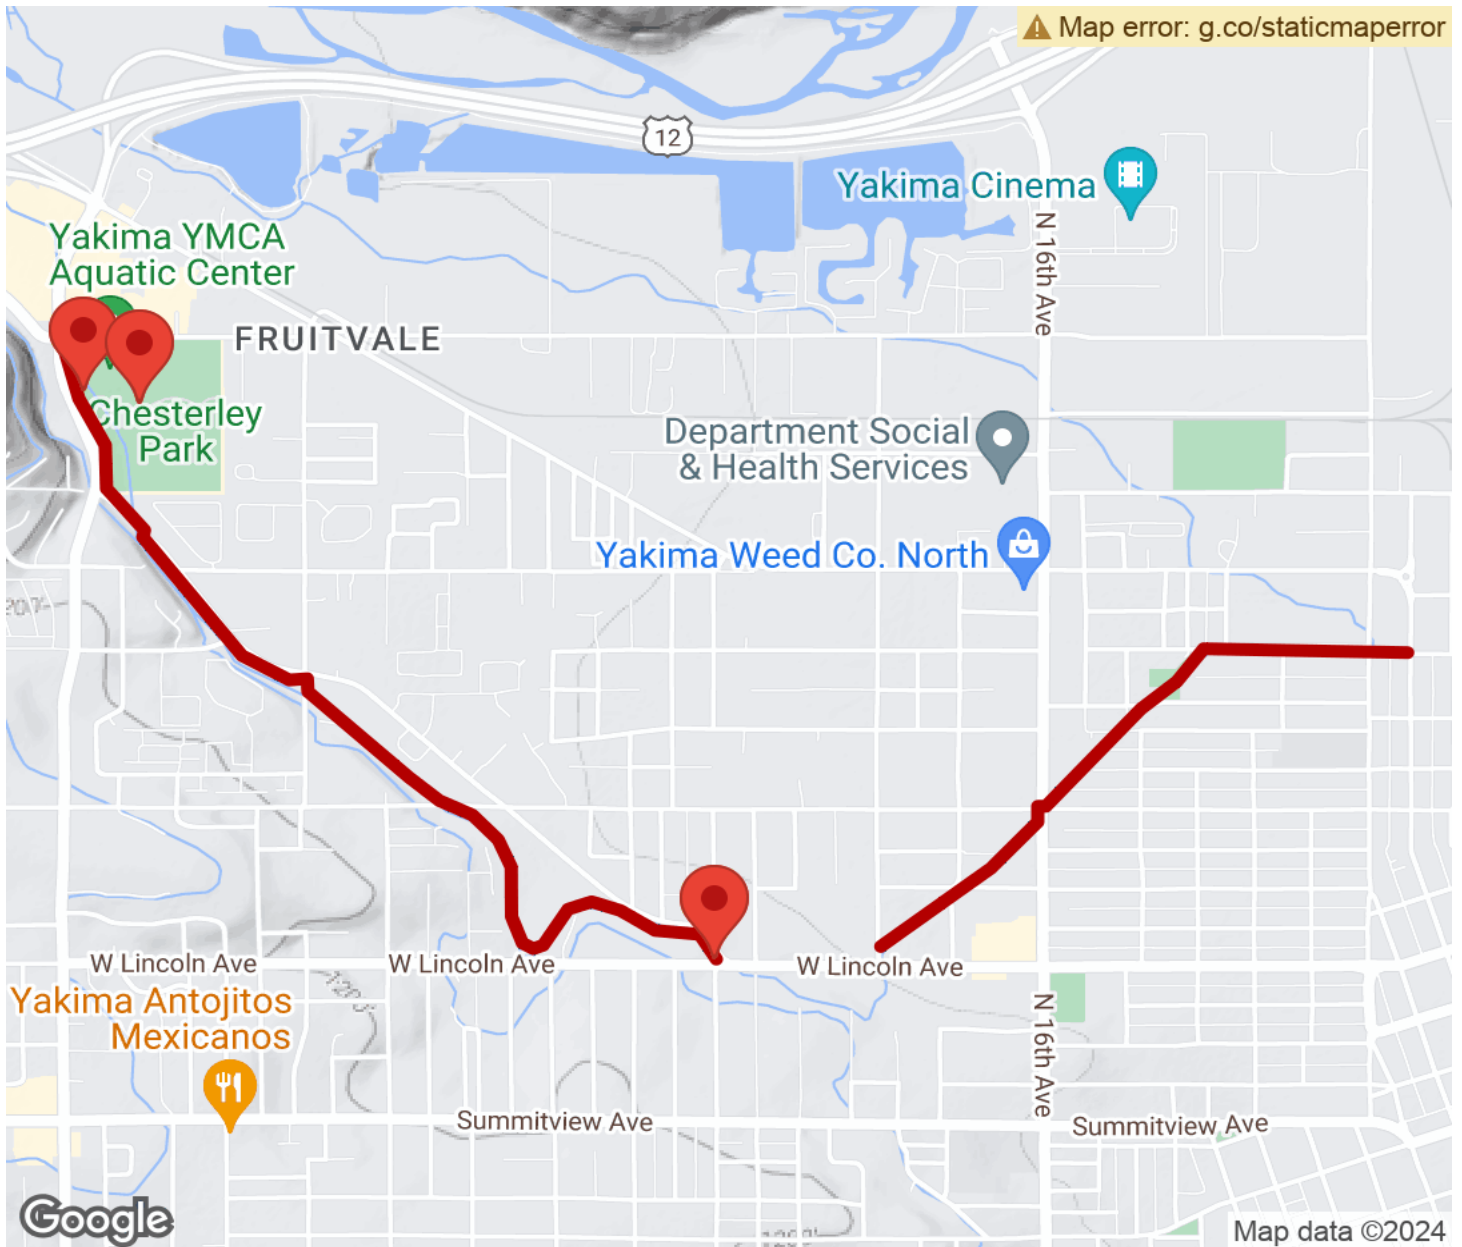 Map error: g.co/staticmaperror
12
Yakima Cinema
N 16th Ave
Yakima YMCA
Aquatic Center
FRUITVALE
Chesterley
Park
Department Social
& Health Services
Yakima Weed Co. North
W Lincoln Ave
W Lincoln Ave
W Lincoln Ave
Yakima Antojitos
Mexicanos
N 16th Ave
Summitview Ave
Summitview Ave
Google
Map data ©2024